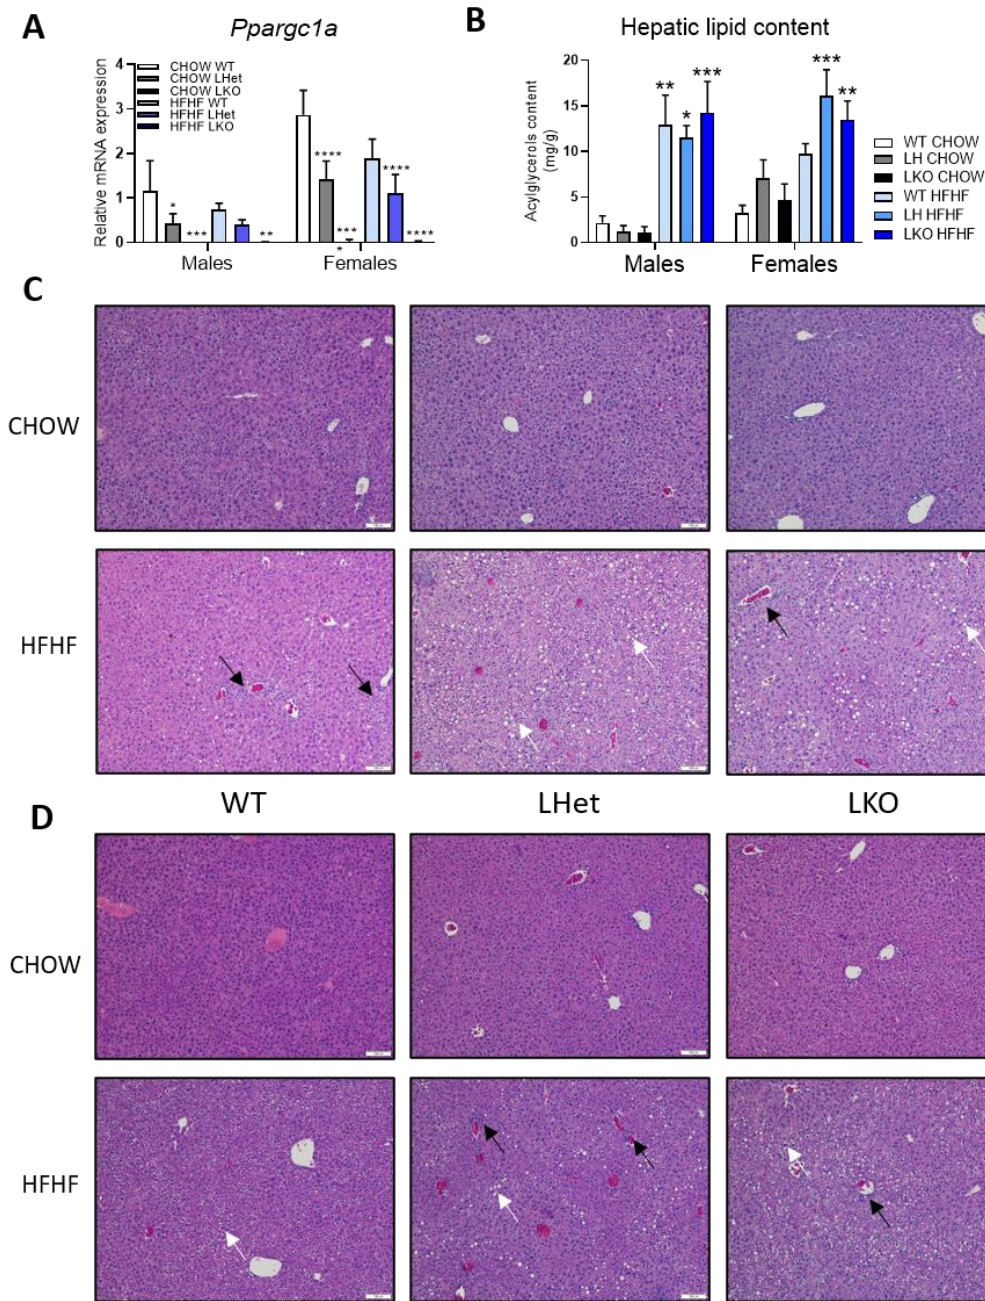 A
Ppargc1a
Relative mRNA expression
4
3
2
1
0
CHOW WT
CHOW LHet
CHOW LKO
HFHF WT
HFHF LHet
HFHF LKO
*
***
**
****
***
*
****
****
Males
Females
B
Hepatic lipid content
Acylglycerols content
(mg/g)
20
15
10
5
0
**
*
***
***
**
Males
Females
WT CHOW
LH CHOW
LKO CHOW
WT HFHF
LH HFHF
LKO HFHF
C
CHOW
HFHF
WT
LHet
LKO
D
CHOW
HFHF